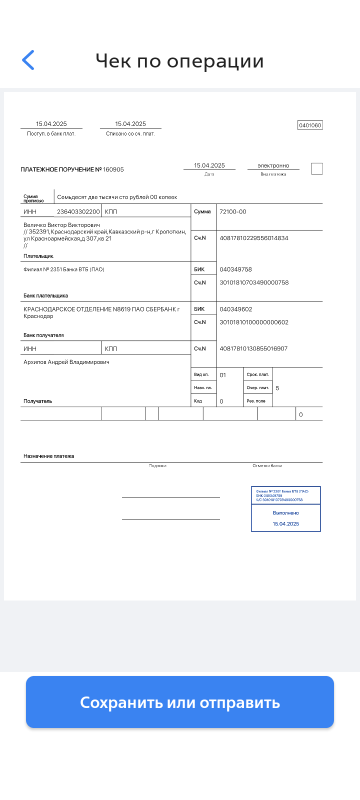 Чек по операции
15.04.2025 15.04.2025 0401060
Поступ. в банк плат. Списано со сч. плат.
ПЛАТЕЖНОЕ ПОРУЧЕНИЕ № 160905 15.04.2025 электронно
Дата Вид платежа
Сумма прописью Семьдесят две тысячи сто рублей 00 копеек
ИНН 236403302200 КПП Сумма 72100-00
Величко Виктор Викторович
// 352391,Краснодарский край,Кавказский р-н,г Кропоткин,
ул Красноармейская,д 307,кв 21
//
Сч.N 40817810229556014834
Плательщик
Филиал № 2351 Банка ВТБ (ПАО) БИК 040349758
Сч.N 30101810703490000758
Банк плательщика
КРАСНОДАРСКОЕ ОТДЕЛЕНИЕ N8619 ПАО СБЕРБАНК г БИК 040349602
Краснодар
Сч.N 30101810100000000602
Банк получателя
ИНН КПП Сч.N 40817810130855016907
Архипов Андрей Владимирович
Вид оп. 01 Срок. плат.
Наз. пл. Очер. плат. 5
Получатель Код 0 Рез. поле
0
Назначение платежа
Подписи Отметки банка
Филиал № 2351 Банка ВТБ (ПАО)
БИК 040349758
К/С 30101810703490000758
Выполнено
15.04.2025
Сохранить или отправить